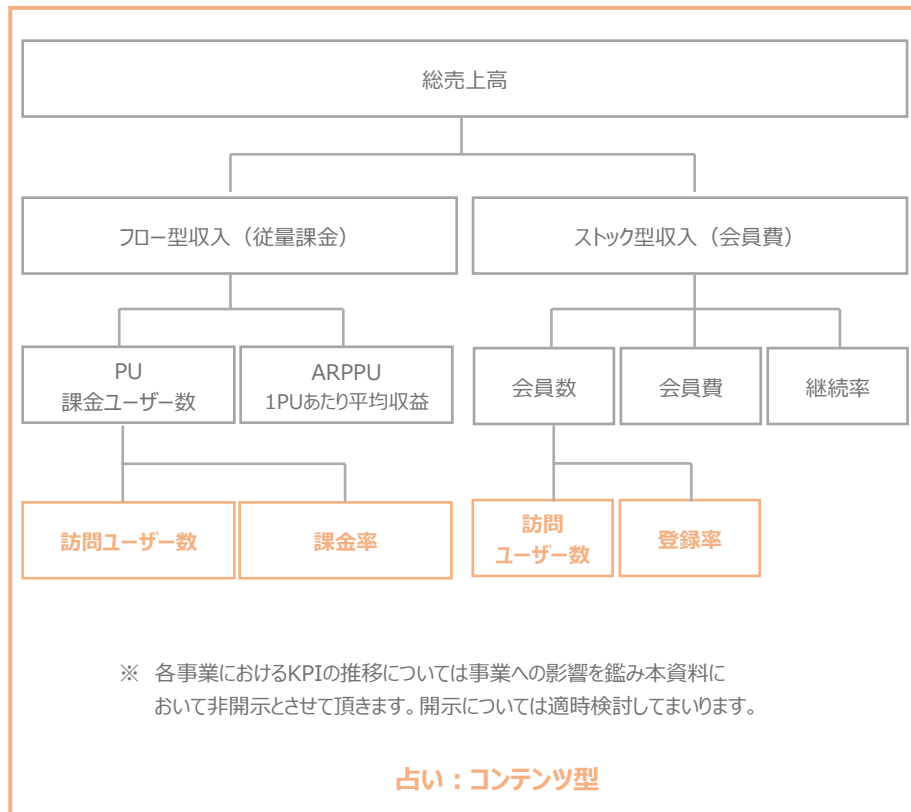 総売上高
フロー型収入（従量課金）
ストック型収入（会員費）
PU
課金ユーザー数
ARPPU
1PUあたり平均収益
会員数
会員費
継続率
訪問ユーザー数
課金率
訪問
ユーザー数
登録率
※ 各事業におけるKPIの推移については事業への影響を鑑み本資料に
おいて非開示とさせて頂きます。開示については適時検討してまいります。
占い：コンテンツ型